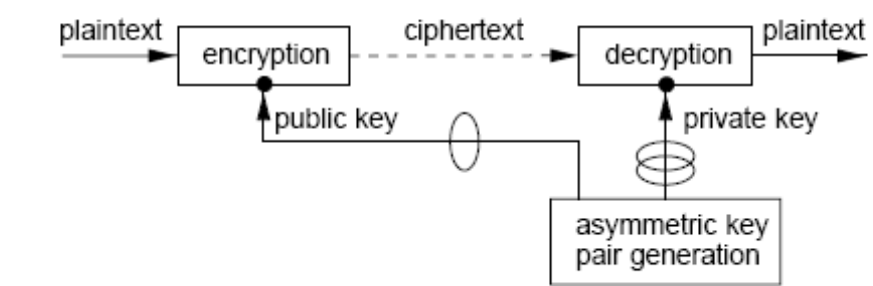 plaintext
encryption
ciphertext
decryption
plaintext
public key
private key
asymmetric key
pair generation